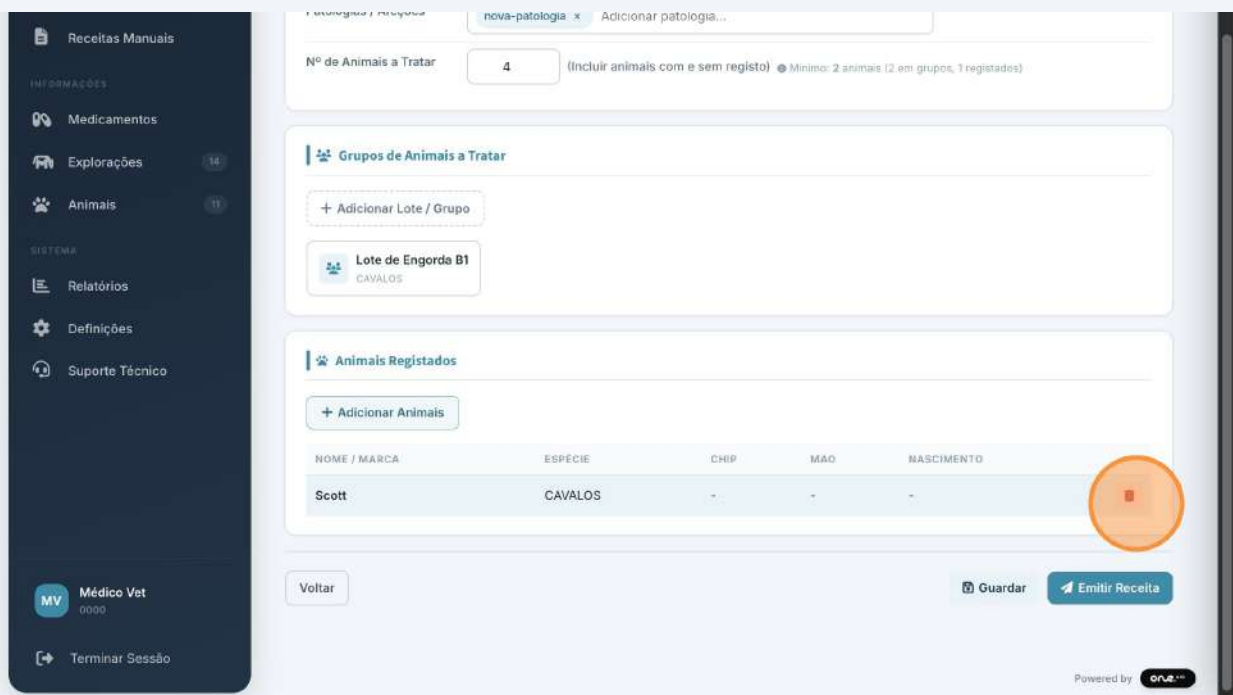 Receitas Manuais
INFORMAÇÕES
Medicamentos
Explorações 14
Animais 11
SISTEMA
Relatórios
Definições
Suporte Técnico
MV Médico Vet
0000
Terminar Sessão
Patologias / Afeções nova-patologia × Adicionar patologia...
Nº de Animais a Tratar 4 (Incluir animais com e sem registo) Mínimo: 2 animais (2 em grupos, 1 registados)
Grupos de Animais a Tratar
+ Adicionar Lote / Grupo
Lote de Engorda B1
CAVALOS
Animais Registados
+ Adicionar Animais
NOME / MARCA ESPÉCIE CHIP MAO NASCIMENTO
Scott CAVALOS - - -
Voltar Guardar Emitir Receita
Powered by one.